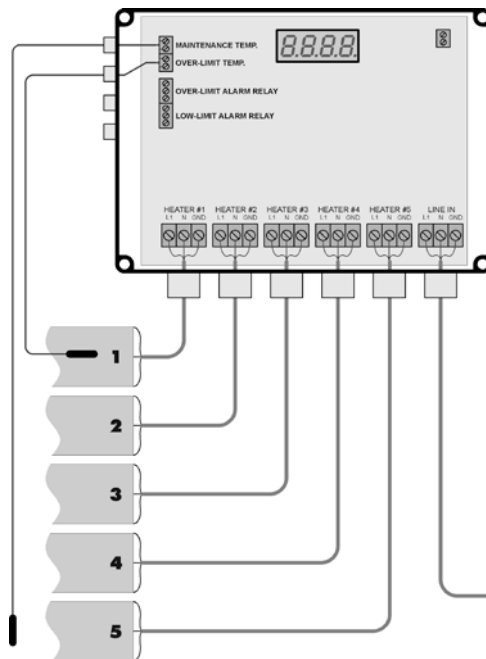 MAINTENANCE TEMP.
8.8.8.8.
OVER-LIMIT TEMP.
OVER-LIMIT ALARM RELAY
LOW-LIMIT ALARM RELAY
HEATER #1 HEATER #2 HEATER #3 HEATER #4 HEATER #5 LINE IN
L1 N GND L1 N GND L1 N GND L1 N GND L1 N GND L1 N GND
1
2
3
4
5